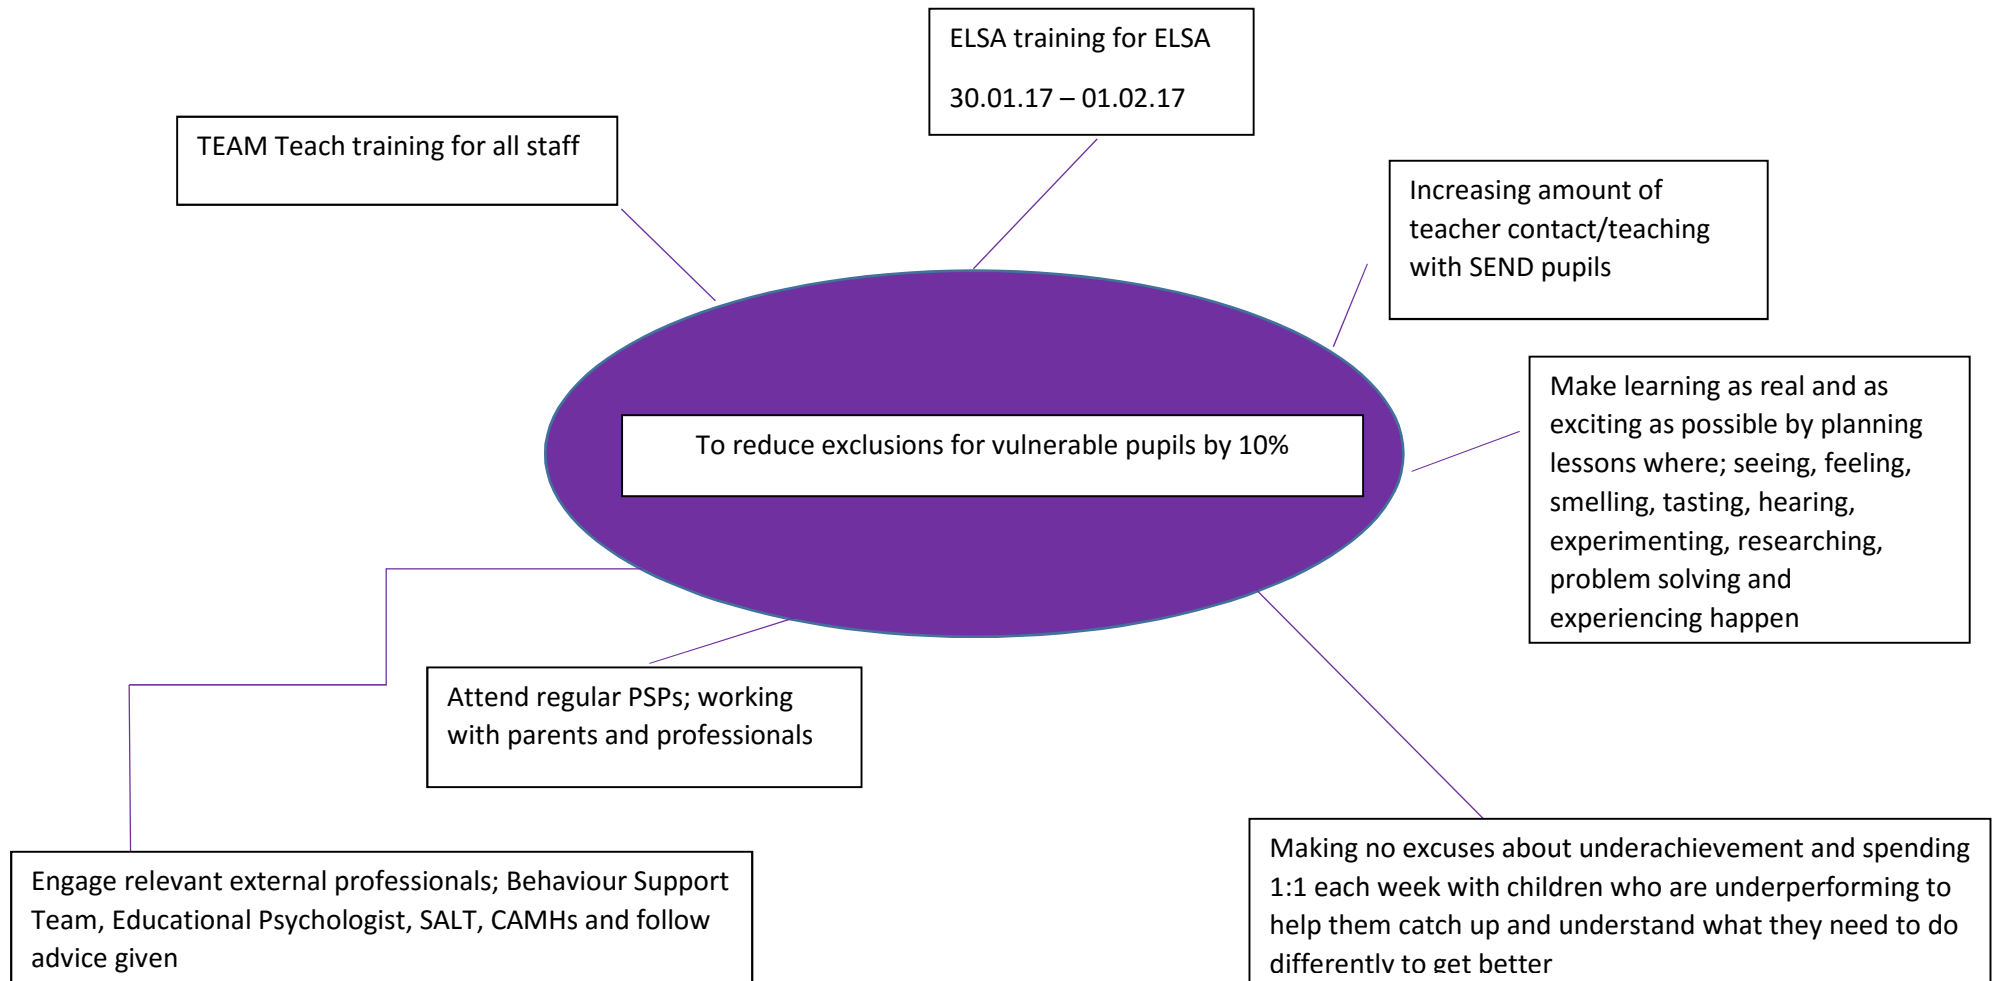 ELSA training for ELSA
30.01.17 – 01.02.17
TEAM Teach training for all staff
Increasing amount of
teacher contact/teaching
with SEND pupils
Make learning as real and as
exciting as possible by planning
lessons where; seeing, feeling,
smelling, tasting, hearing,
experimenting, researching,
problem solving and
experiencing happen
To reduce exclusions for vulnerable pupils by 10%
Attend regular PSPs; working
with parents and professionals
Engage relevant external professionals; Behaviour Support
Team, Educational Psychologist, SALT, CAMHs and follow
advice given
Making no excuses about underachievement and spending
1:1 each week with children who are underperforming to
help them catch up and understand what they need to do
differently to get better